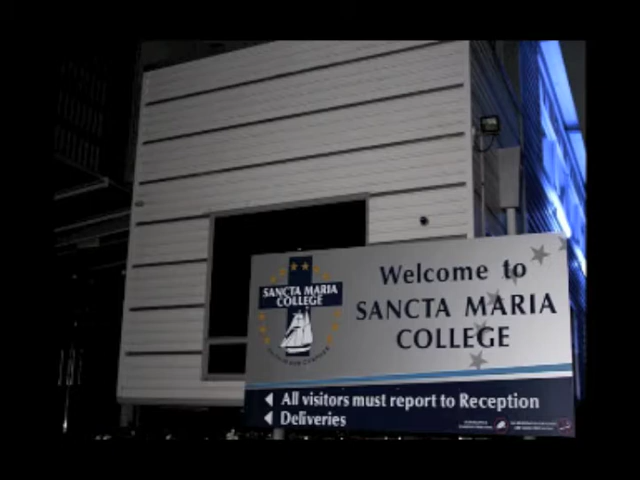 SANCTA MARIA
COLLEGE
Welcome to
SANCTA MARIA
COLLEGE
All visitors must report to Reception
Deliveries